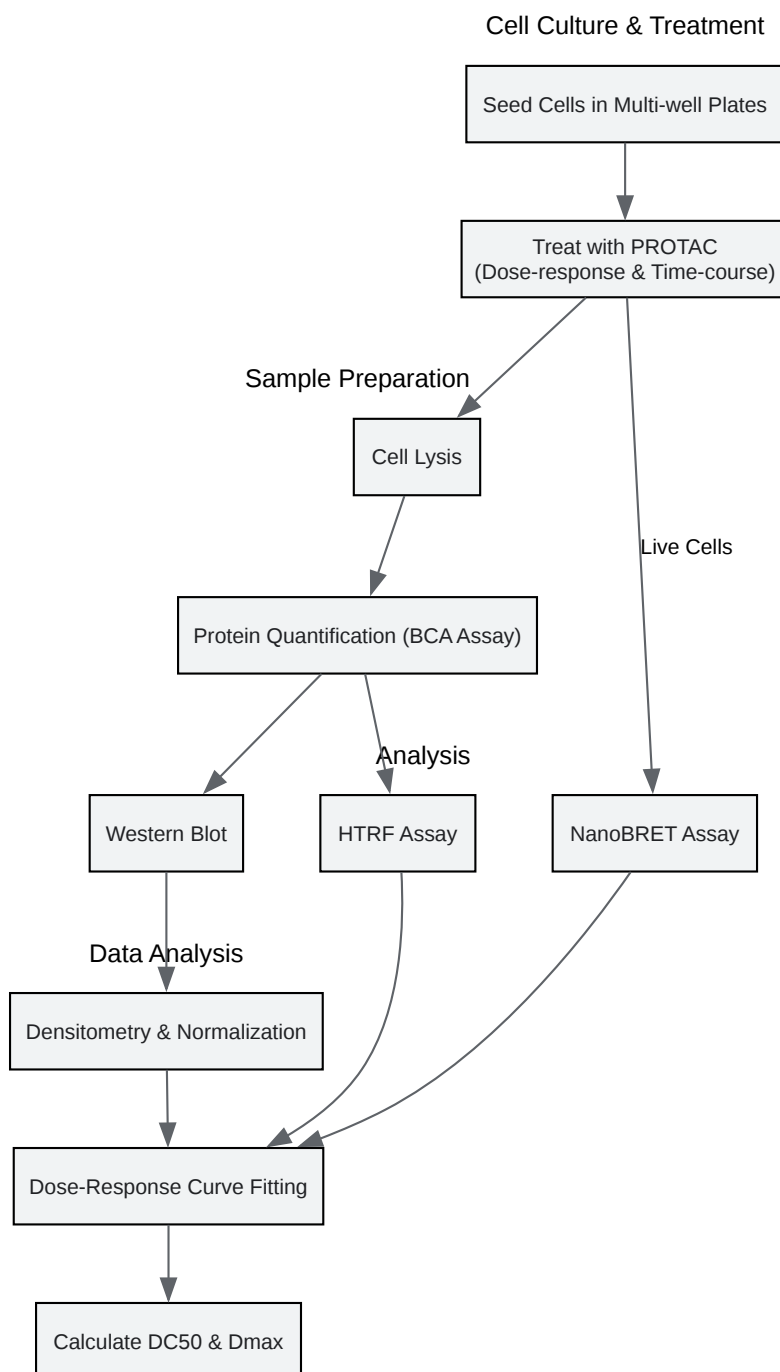 Cell Culture & Treatment
Seed Cells in Multi-well Plates
Treat with PROTAC
(Dose-response & Time-course)
Sample Preparation
Cell Lysis
Live Cells
Protein Quantification (BCA Assay)
Analysis
Western Blot
HTRF Assay
NanoBRET Assay
Data Analysis
Densitometry & Normalization
Dose-Response Curve Fitting
Calculate DC50 & Dmax